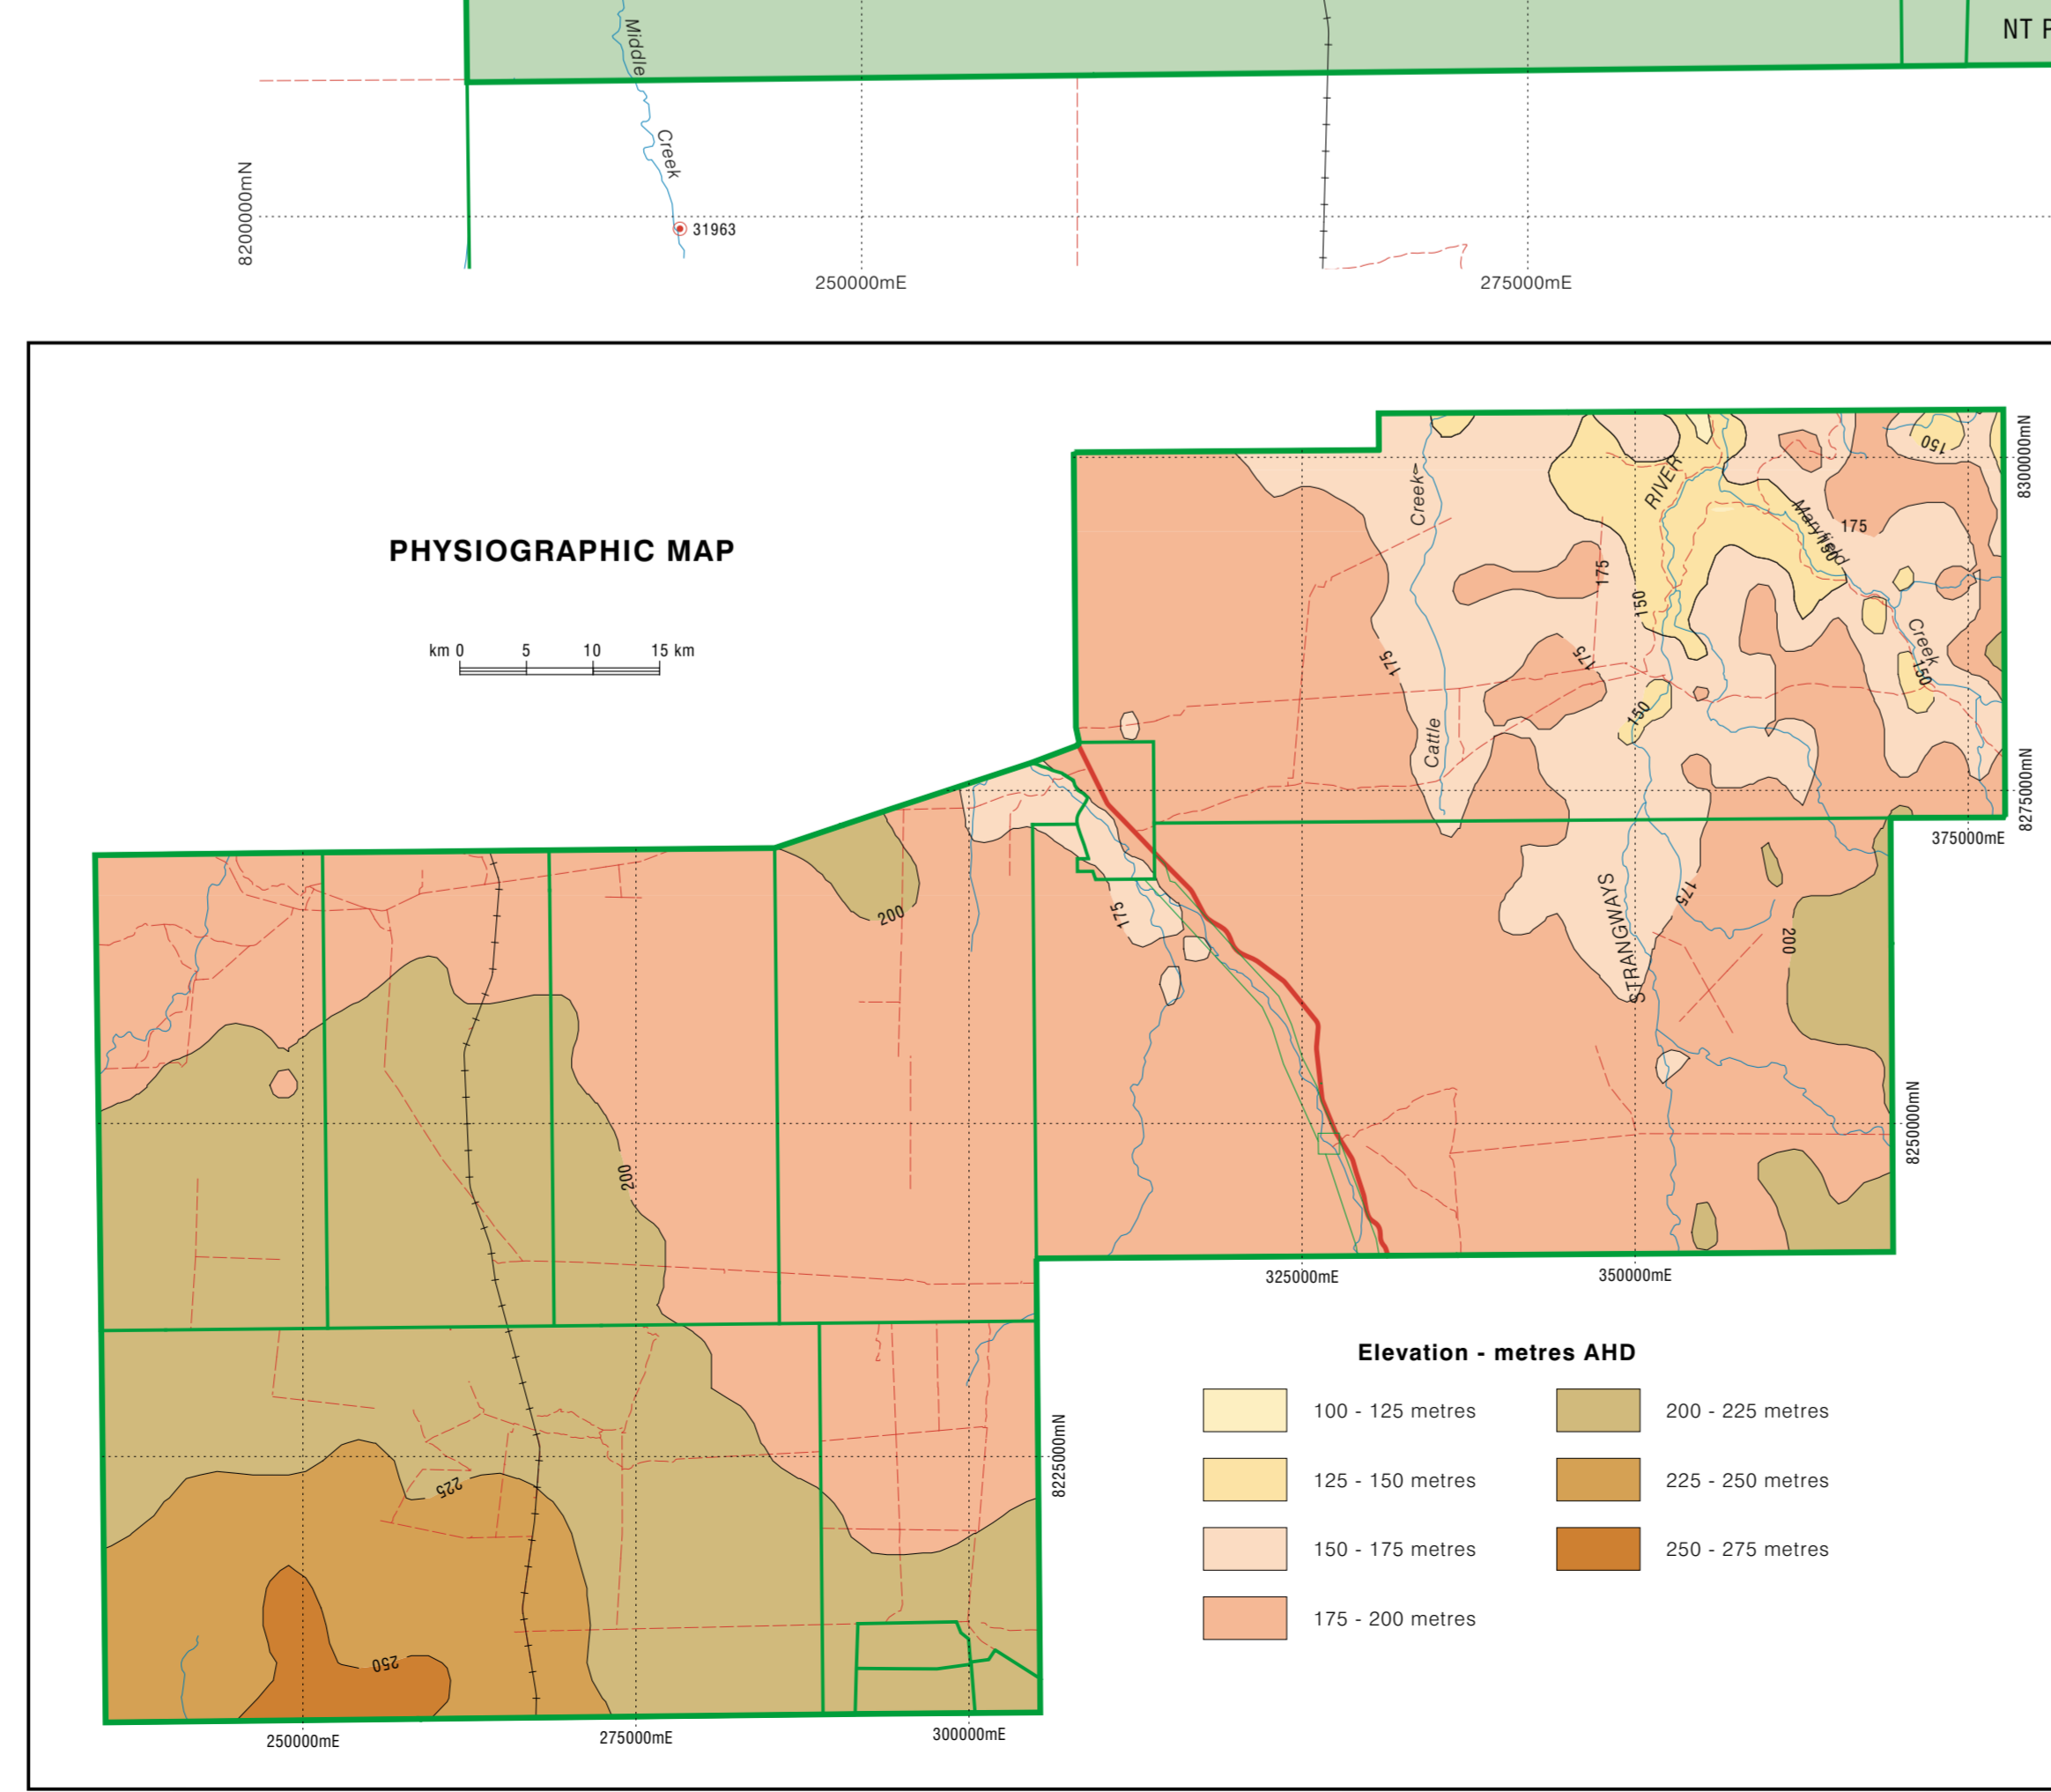 NT P
Middle
Creek
8200000mN
31963
250000mE
275000mE
PHYSIOGRAPHIC MAP
km 0 5 10 15 km
150
8300000mN
Creek
RIVER
Maryfield
150
175
175
150
Creek
175
175
150
150
Cattle
8275000mN
375000mE
200
175
STRANGWAYS
175
200
8250000mN
200
325000mE
350000mE
Elevation - metres AHD
100 - 125 metres
200 - 225 metres
8225000mN
225
125 - 150 metres
225 - 250 metres
150 - 175 metres
250 - 275 metres
175 - 200 metres
250
250000mE
275000mE
300000mE